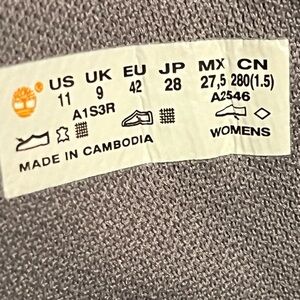 US UK EU JP MX CN
11 9 42 28 27,5 280(1.5)
A1S3R A2546
WOMENS
MADE IN CAMBODIA